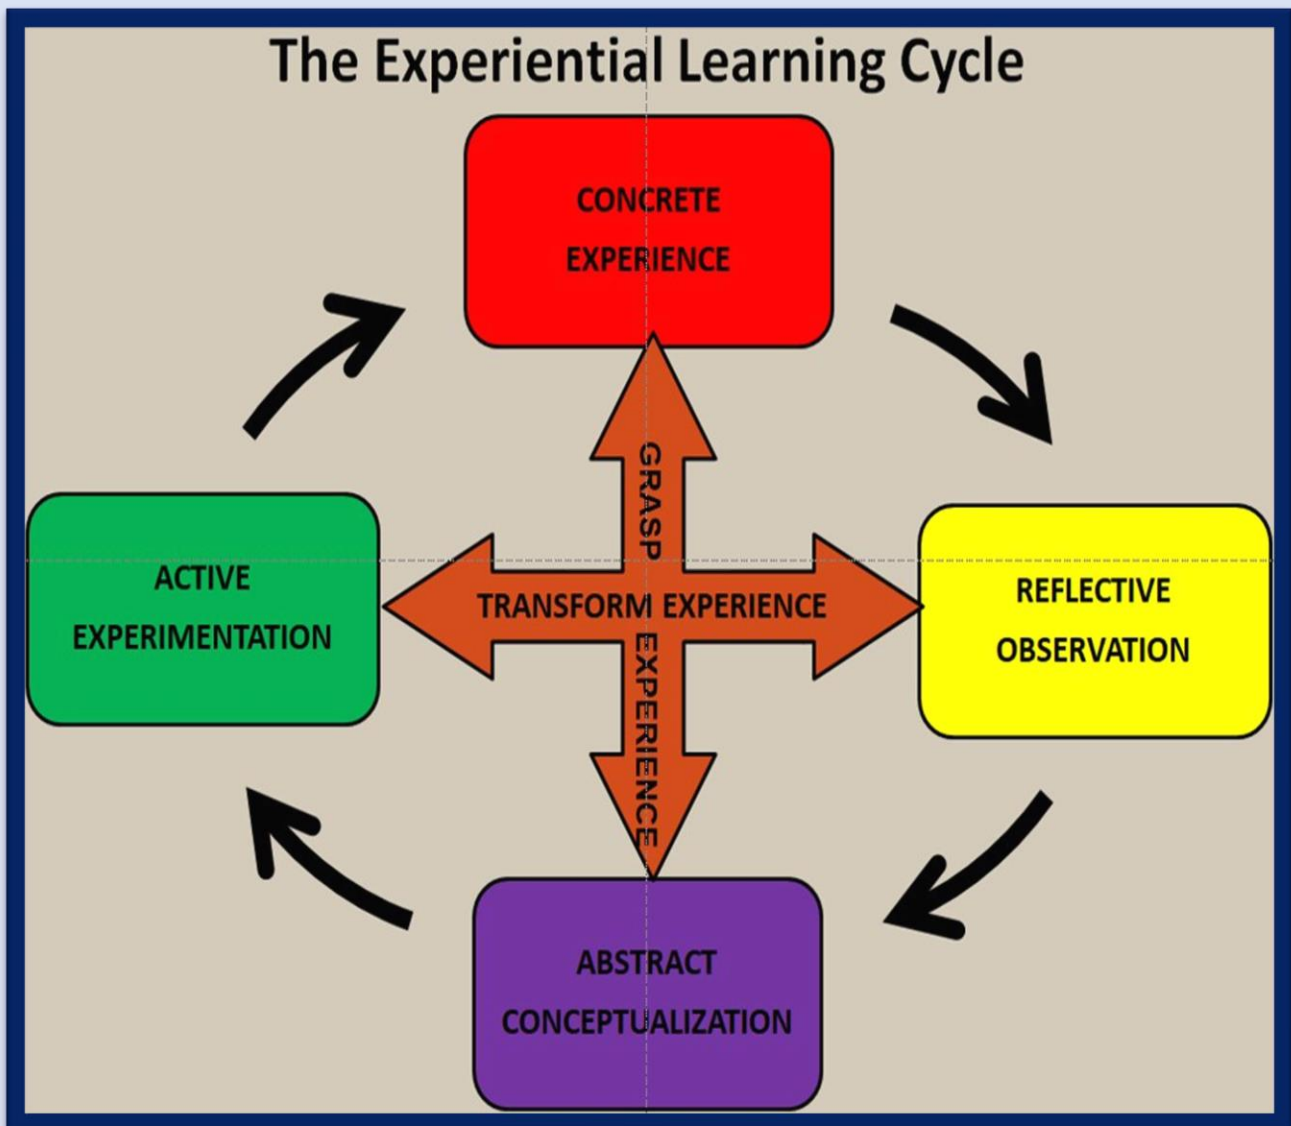 The Experiential Learning Cycle
CONCRETE
EXPERIENCE
GRASP
EXPERIENCE
TRANSFORM EXPERIENCE
ACTIVE
EXPERIMENTATION
REFLECTIVE
OBSERVATION
ABSTRACT
CONCEPTUALIZATION